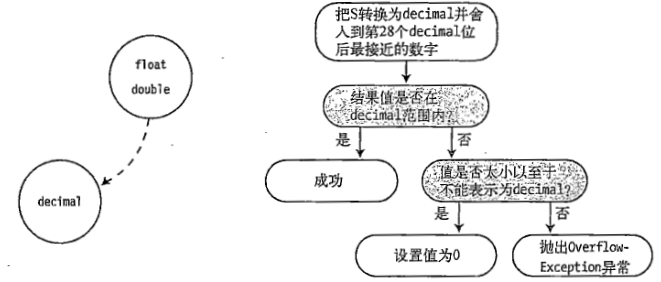 float
double
decimal
把S转换为decimal并舍
入到第28个decimal位
后最接近的数字
结果值是否在
decimal范围内?
是
否
成功
值是否太小以至于
不能表示为decimal?
是
否
设置值为0
抛出Overflow-
Exception异常